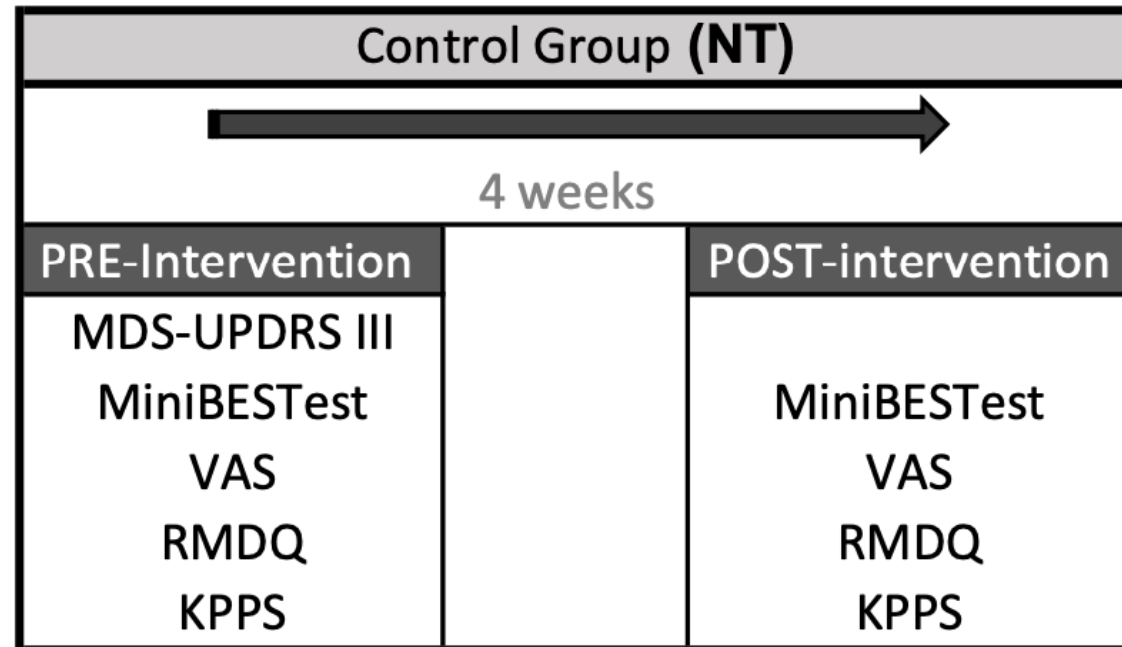 Control Group (NT)
4 weeks
PRE-Intervention
MDS-UPDRS III
MiniBESTest
VAS
RMDQ
KPPS
POST-intervention
MiniBESTest
VAS
RMDQ
KPPS